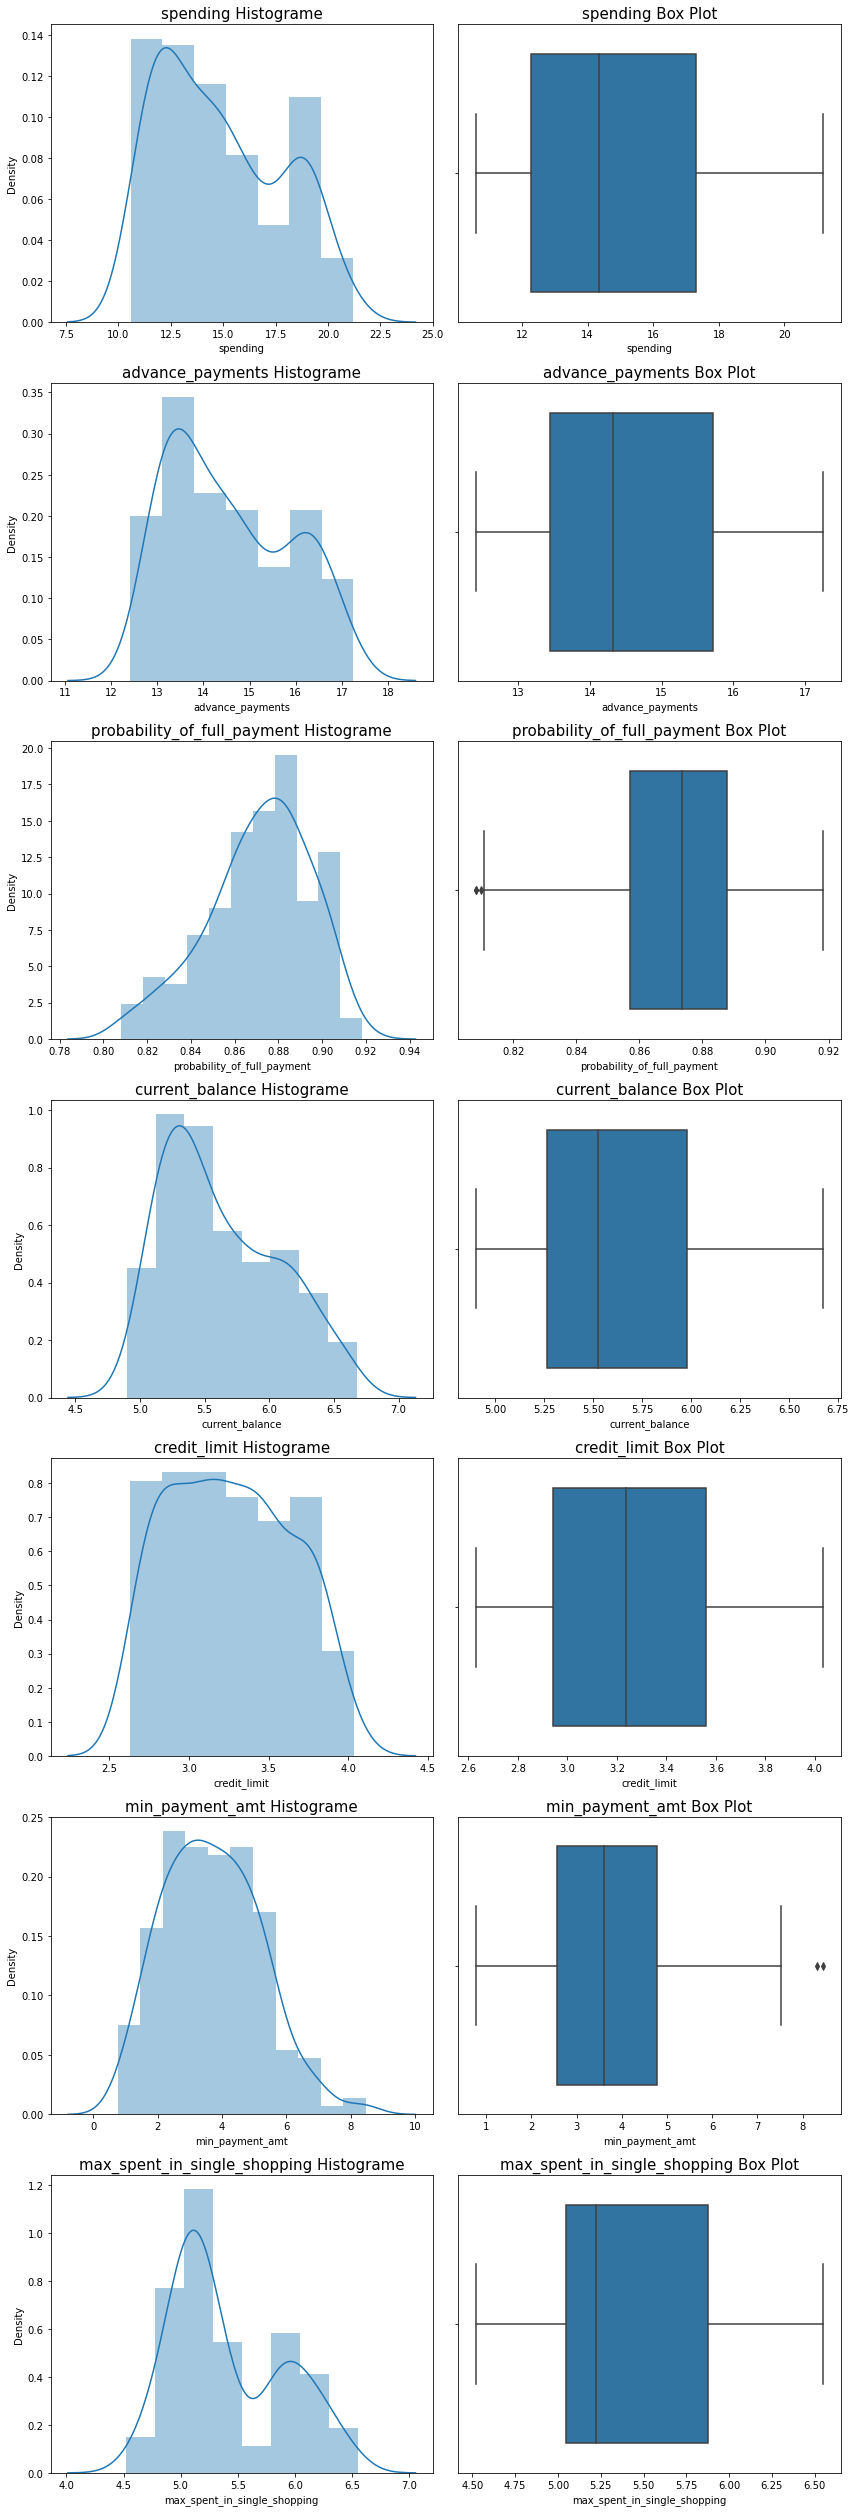 spending Histograme
spending Box Plot
0.14
0.12
0.10
0.08
0.06
0.04
0.02
0.00
Density
7.5 10.0 12.5 15.0 17.5 20.0 22.5 25.0
spending
12 14 16 18 20
spending
advance_payments Histograme
advance_payments Box Plot
0.35
0.30
0.25
0.20
0.15
0.10
0.05
0.00
Density
11 12 13 14 15 16 17 18
advance_payments
13 14 15 16 17
advance_payments
probability_of_full_payment Histograme
probability_of_full_payment Box Plot
20.0
17.5
15.0
12.5
10.0
7.5
5.0
2.5
0.0
Density
0.78 0.80 0.82 0.84 0.86 0.88 0.90 0.92 0.94
probability_of_full_payment
0.82 0.84 0.86 0.88 0.90 0.92
probability_of_full_payment
current_balance Histograme
current_balance Box Plot
1.0
0.8
0.6
0.4
0.2
0.0
Density
4.5 5.0 5.5 6.0 6.5 7.0
current_balance
5.00 5.25 5.50 5.75 6.00 6.25 6.50 6.75
current_balance
credit_limit Histograme
credit_limit Box Plot
0.8
0.7
0.6
0.5
0.4
0.3
0.2
0.1
0.0
Density
2.5 3.0 3.5 4.0 4.5
credit_limit
2.6 2.8 3.0 3.2 3.4 3.6 3.8 4.0
credit_limit
min_payment_amt Histograme
min_payment_amt Box Plot
0.25
0.20
0.15
0.10
0.05
0.00
Density
0 2 4 6 8 10
min_payment_amt
1 2 3 4 5 6 7 8
min_payment_amt
max_spent_in_single_shopping Histograme
max_spent_in_single_shopping Box Plot
1.2
1.0
0.8
0.6
0.4
0.2
0.0
Density
4.0 4.5 5.0 5.5 6.0 6.5 7.0
max_spent_in_single_shopping
4.50 4.75 5.00 5.25 5.50 5.75 6.00 6.25 6.50
max_spent_in_single_shopping